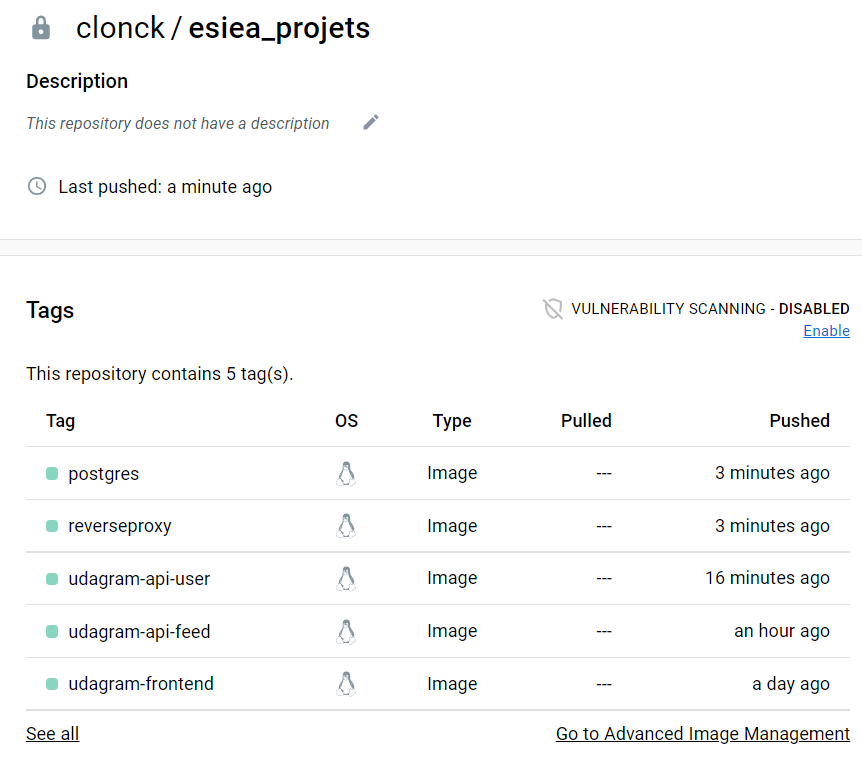 clonck / esiea_projets
Description
This repository does not have a description
Last pushed: a minute ago
Tags
VULNERABILITY SCANNING - DISABLED
Enable
This repository contains 5 tag(s).
Tag OS Type Pulled Pushed
postgres Image --- 3 minutes ago
reverseproxy Image --- 3 minutes ago
udagram-api-user Image --- 16 minutes ago
udagram-api-feed Image --- an hour ago
udagram-frontend Image --- a day ago
See all Go to Advanced Image Management